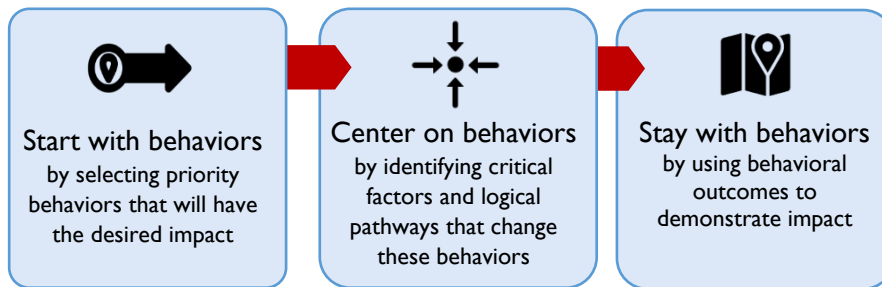 Start with behaviors
by selecting priority
behaviors that will have
the desired impact
Center on behaviors
by identifying critical
factors and logical
pathways that change
these behaviors
Stay with behaviors
by using behavioral
outcomes to
demonstrate impact